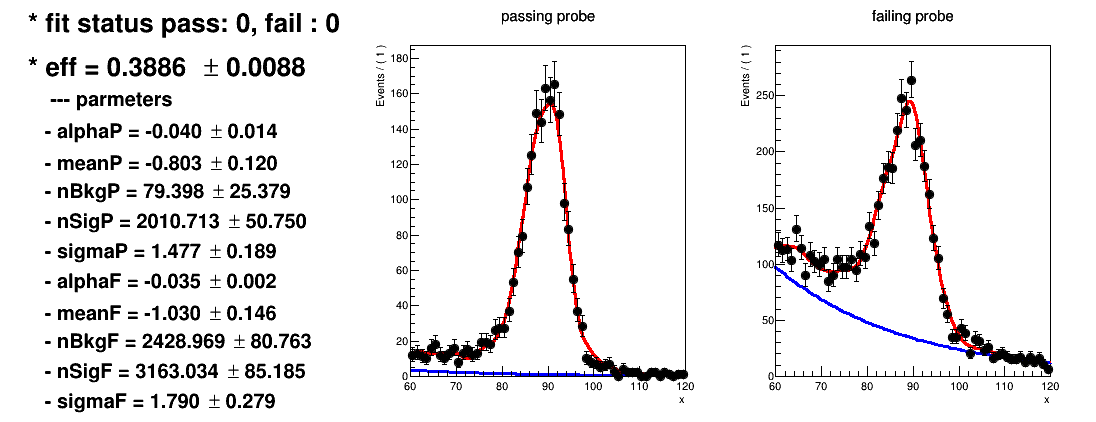 * fit status pass: 0, fail : 0
* eff = 0.3886 ± 0.0088
--- parmeters
- alphaP = -0.040 ± 0.014
- meanP = -0.803 ± 0.120
- nBkgP = 79.398 ± 25.379
- nSigP = 2010.713 ± 50.750
- sigmaP = 1.477 ± 0.189
- alphaF = -0.035 ± 0.002
- meanF = -1.030 ± 0.146
- nBkgF = 2428.969 ± 80.763
- nSigF = 3163.034 ± 85.185
- sigmaF = 1.790 ± 0.279
passing probe
Events / ( 1 )
180
160
140
120
100
80
60
40
20
0
60 70 80 90 100 110 120
x
failing probe
Events / ( 1 )
250
200
150
100
50
0
60 70 80 90 100 110 120
x